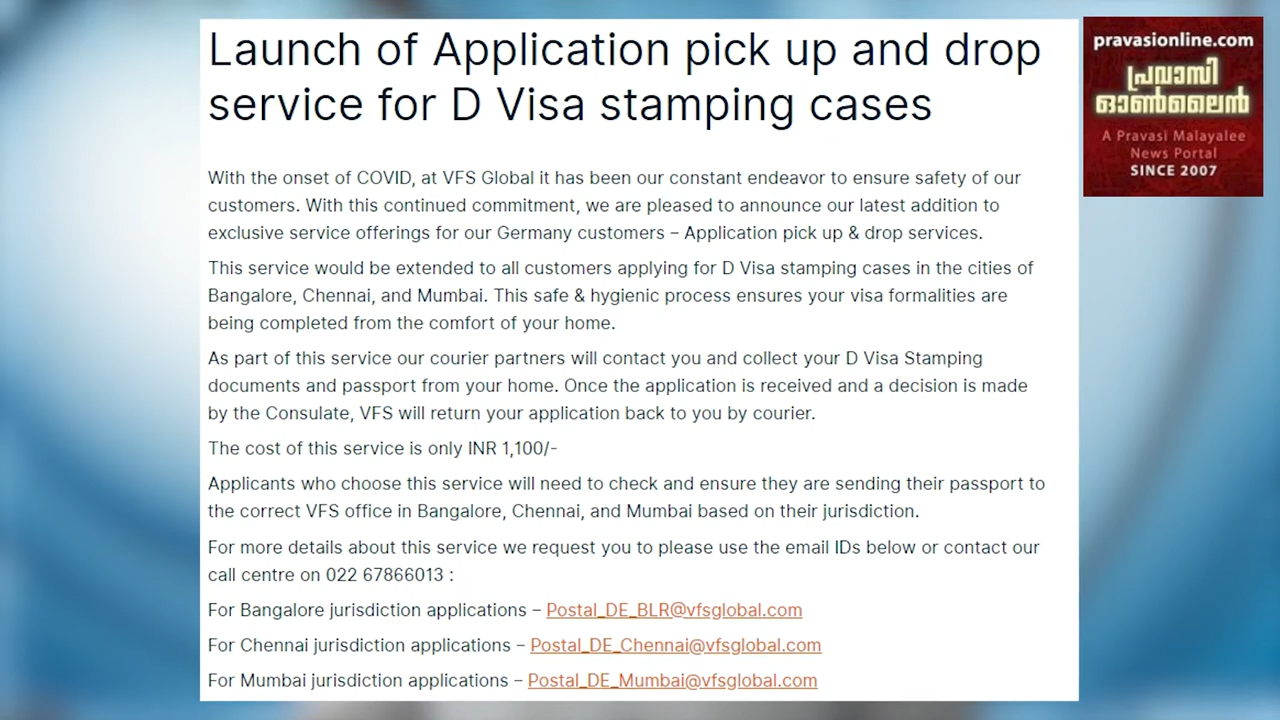 Launch of Application pick up and drop
service for D Visa stamping cases
With the onset of COVID, at VFS Global it has been our constant endeavor to ensure safety of our
customers. With this continued commitment, we are pleased to announce our latest addition to
exclusive service offerings for our Germany customers – Application pick up & drop services.
This service would be extended to all customers applying for D Visa stamping cases in the cities of
Bangalore, Chennai, and Mumbai. This safe & hygienic process ensures your visa formalities are
being completed from the comfort of your home.
As part of this service our courier partners will contact you and collect your D Visa Stamping
documents and passport from your home. Once the application is received and a decision is made
by the Consulate, VFS will return your application back to you by courier.
The cost of this service is only INR 1,100/-
Applicants who choose this service will need to check and ensure they are sending their passport to
the correct VFS office in Bangalore, Chennai, and Mumbai based on their jurisdiction.
For more details about this service we request you to please use the email IDs below or contact our
call centre on 022 67866013 :
For Bangalore jurisdiction applications – Postal_DE_BLR@vfsglobal.com
For Chennai jurisdiction applications – Postal_DE_Chennai@vfsglobal.com
For Mumbai jurisdiction applications – Postal_DE_Mumbai@vfsglobal.com
pravasionline.com
പ്രവാസി
ഓൺലൈൻ
A Pravasi Malayalee
News Portal
SINCE 2007